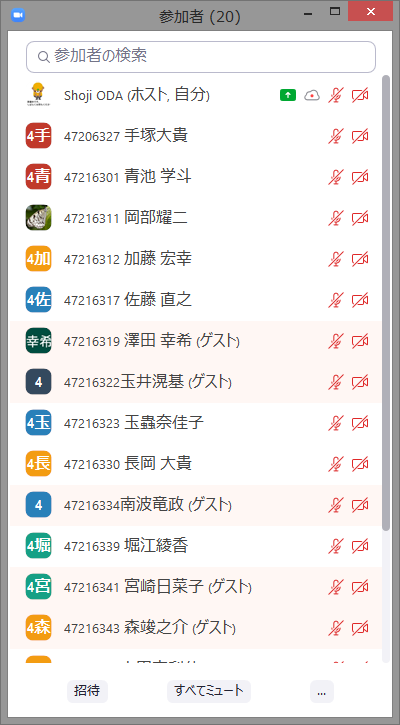 参加者 (20)
参加者の検索
Shoji ODA (ホスト, 自分)
4手 47206327 手塚大貴
4青 47216301 青池 学斗
47216311 岡部耀二
4加 47216312 加藤 宏幸
4佐 47216317 佐藤 直之
幸希 47216319 澤田 幸希 (ゲスト)
4 47216322玉井滉基 (ゲスト)
4玉 47216323 玉蟲奈佳子
4長 47216330 長岡 大貴
4 47216334南波竜政 (ゲスト)
4堀 47216339 堀江綾香
4宮 47216341 宮崎日菜子 (ゲスト)
4森 47216343 森竣之介 (ゲスト)
招待 すべてミュート ...